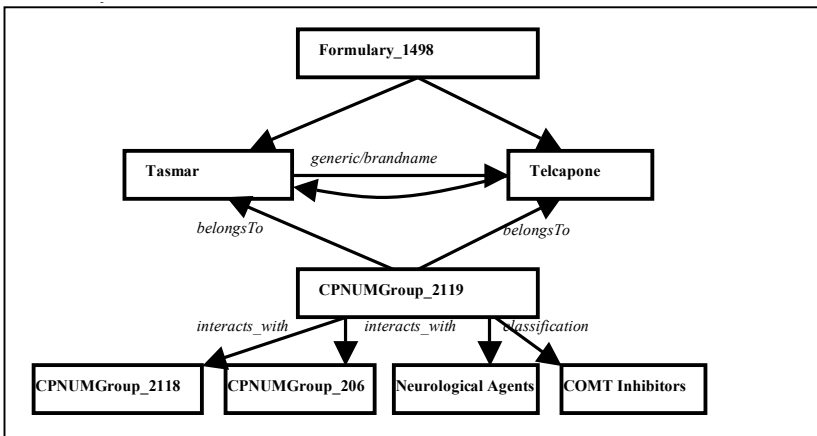 Formulary_1498
Tasmar
generic/brandname
Telcapone
belongsTo
belongsTo
CPNUMGroup_2119
interacts_with
interacts_with
classification
CPNUMGroup_2118
CPNUMGroup_206
Neurological Agents
COMT Inhibitors